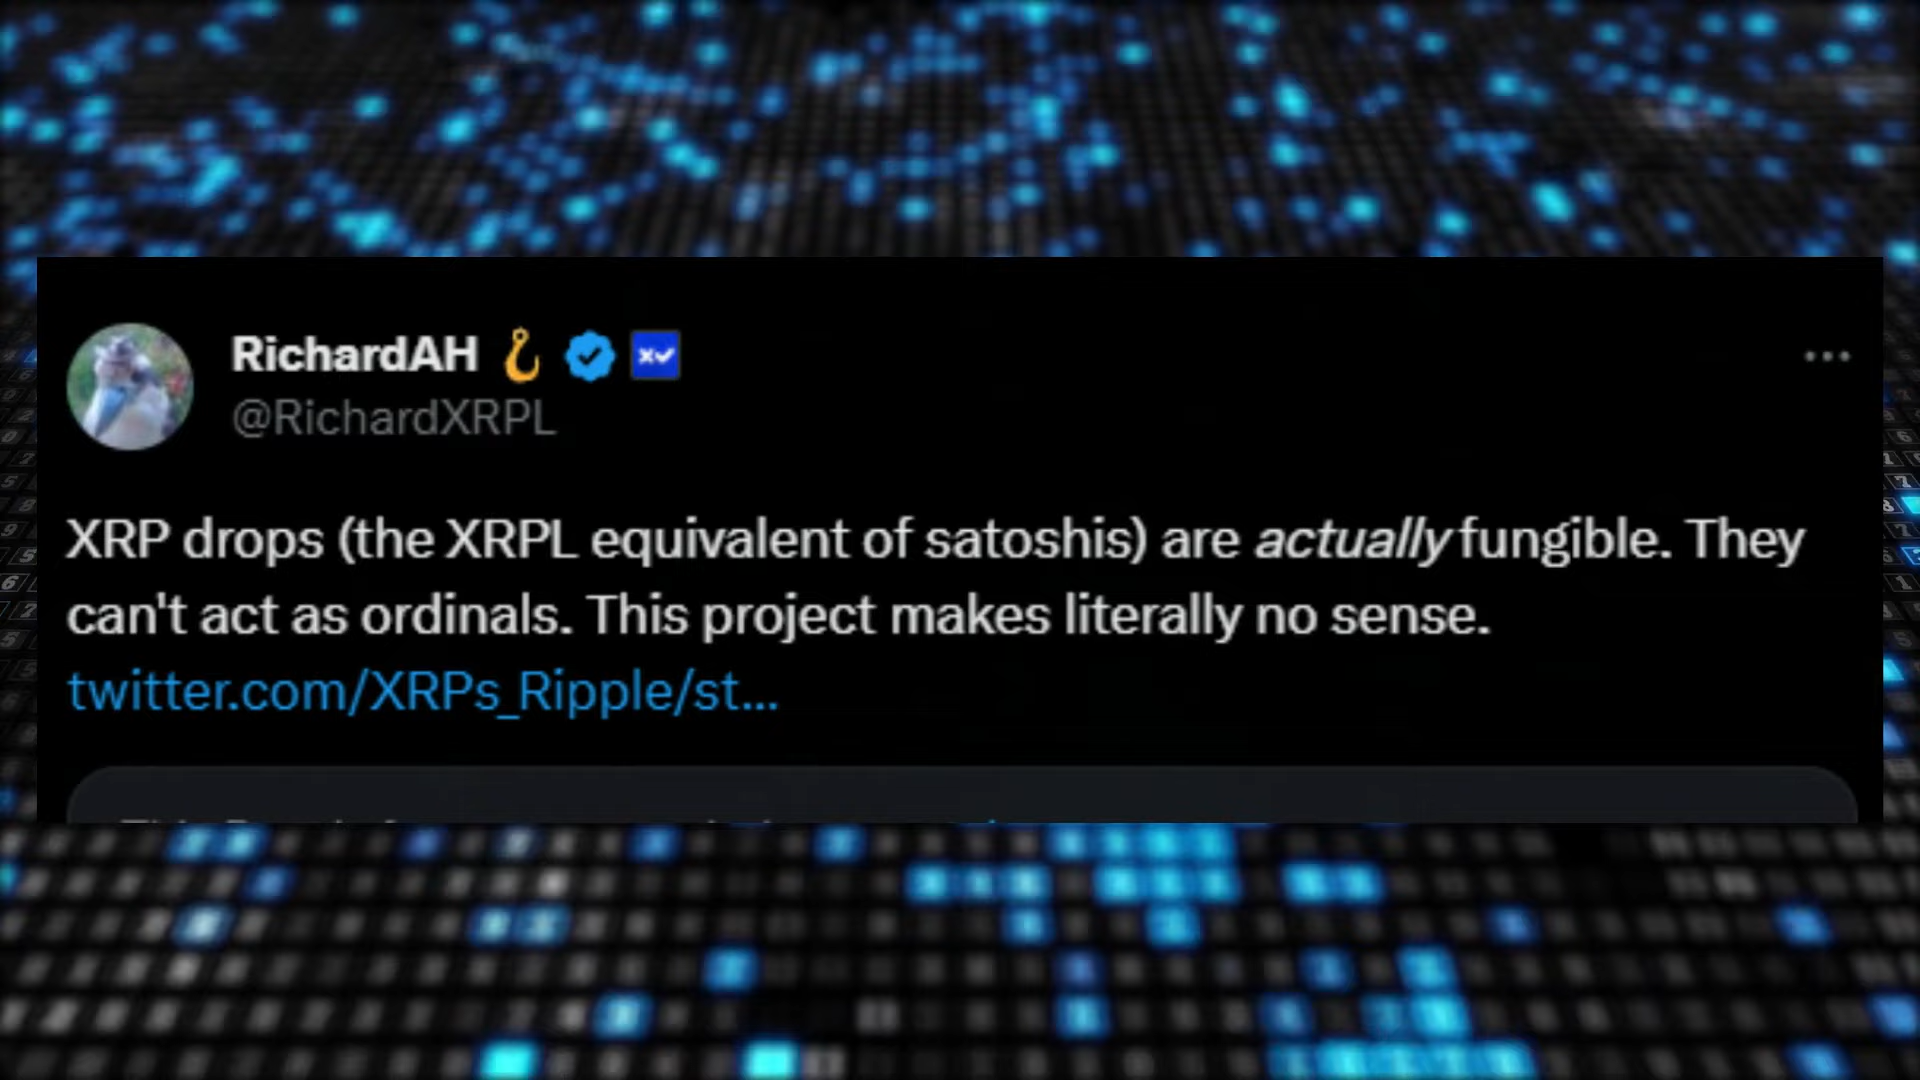 RichardAH
@RichardXRPL
XRP drops (the XRPL equivalent of satoshis) are actually fungible. They
can't act as ordinals. This project makes literally no sense.
twitter.com/XRPs_Ripple/st...